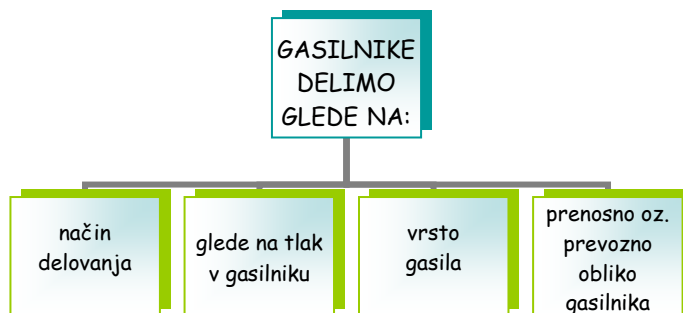 GASILNIKE
DELIMO
GLEDE NA:
način
delovanja
glede na tlak
v gasilniku
vrsto
gasila
prenosno oz.
prevozno
obliko
gasilnika